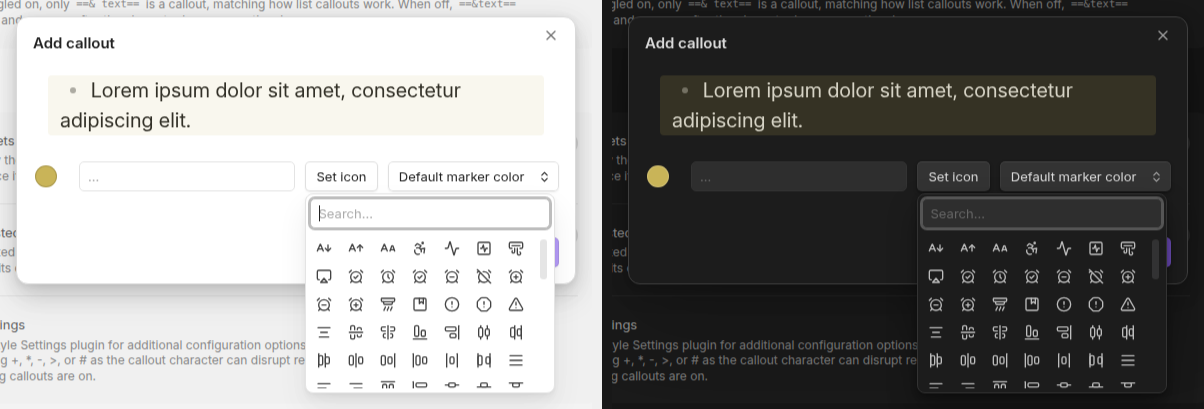 gled on, only ==& text== is a callout, matching how list callouts work. When off, ==&text==
Add callout
Lorem ipsum dolor sit amet, consectetur
adipiscing elit.
...
Set icon
Default marker color
Search...
ings
yle Settings plugin for additional configuration options
g +, *, -, >, or # as the callout character can disrupt re
g callouts are on.
gled on, only ==& text== is a callout, matching how list callouts work. When off, ==&text==
Add callout
Lorem ipsum dolor sit amet, consectetur
adipiscing elit.
...
Set icon
Default marker color
Search...
ings
yle Settings plugin for additional configuration options
g +, *, -, >, or # as the callout character can disrupt re
g callouts are on.